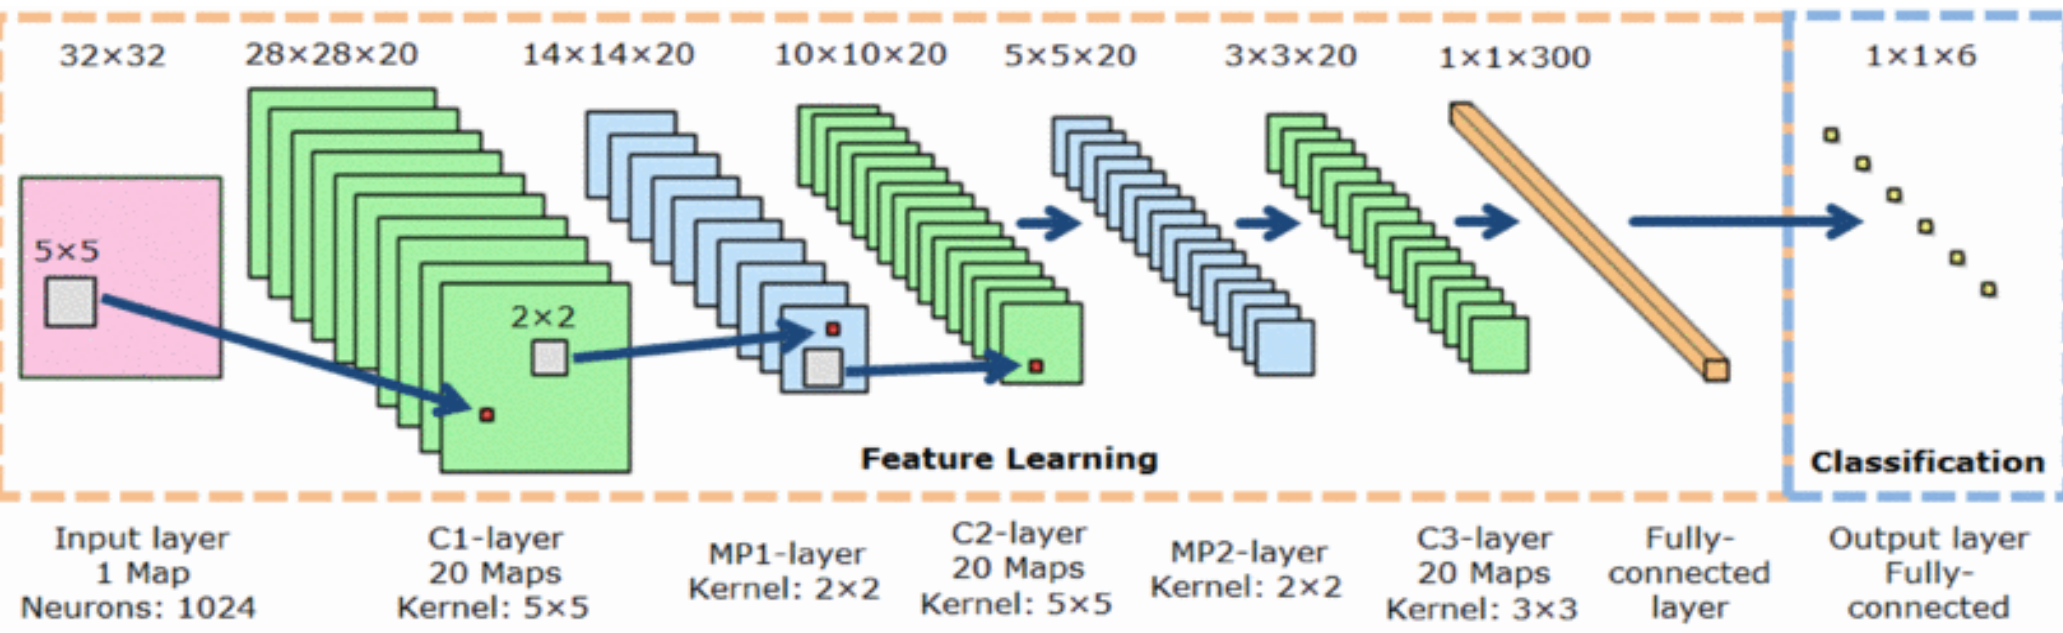 32×32
28×28×20
14×14×20
10×10×20
5×5×20
3×3×20
1×1×300
1×1×6
5×5
2×2
Feature Learning
Classification
Input layer
1 Map
Neurons: 1024
C1-layer
20 Maps
Kernel: 5×5
MP1-layer
Kernel: 2×2
C2-layer
20 Maps
Kernel: 5×5
MP2-layer
Kernel: 2×2
C3-layer
20 Maps
Kernel: 3×3
Fully-
connected
layer
Output layer
Fully-
connected